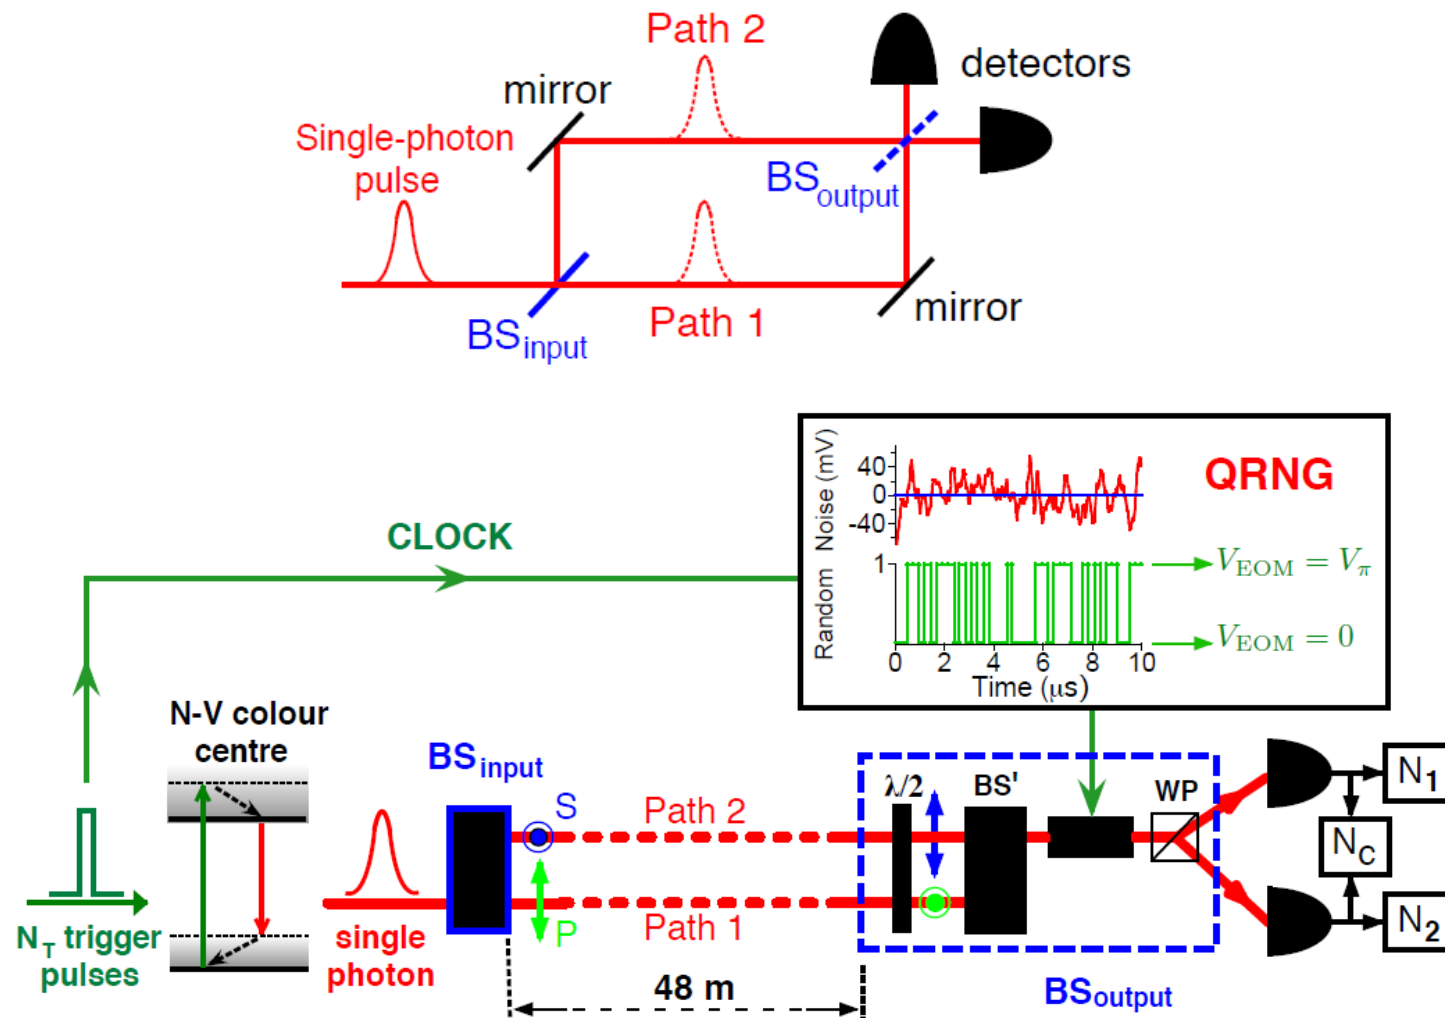 Path 2
mirror
detectors
Single-photon
pulse
BSoutput
BSinput
Path 1
mirror
QRNG
Noise (mV)
40
0
-40
Random
1
VEOM = Vπ
VEOM = 0
0 2 4 6 8 10
Time (μs)
CLOCK
N-V colour
centre
BSinput
S
P
Path 2
Path 1
λ/2
BS'
WP
N1
NC
N2
NT trigger
pulses
single
photon
48 m
BSoutput